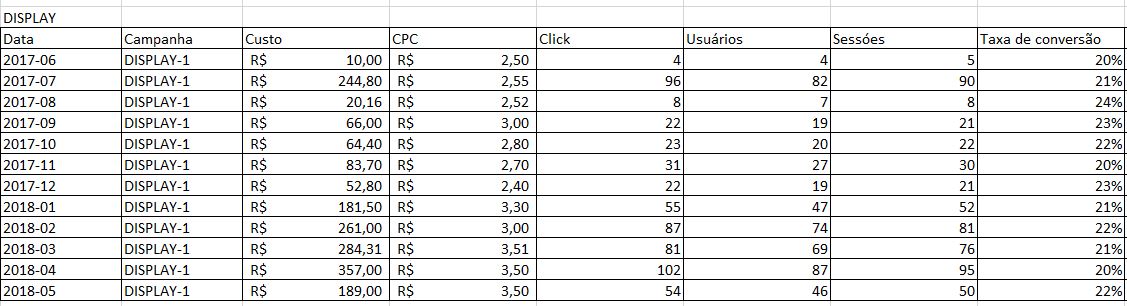 DISPLAY
Data Campanha Custo CPC Click Usuários Sessóes Taxa de conversão
2017-06 DISPLAY-1 R$ 10,00 R$ 2,50 4 4 5 20%
2017-07 DISPLAY-1 R$ 244,80 R$ 2,55 96 82 90 21%
2017-08 DISPLAY-1 R$ 20,16 R$ 2,52 8 7 8 24%
2017-09 DISPLAY-1 R$ 66,00 R$ 3,00 22 19 21 23%
2017-10 DISPLAY-1 R$ 64,40 R$ 2,80 23 20 22 22%
2017-11 DISPLAY-1 R$ 83,70 R$ 2,70 31 27 30 20%
2017-12 DISPLAY-1 R$ 52,80 R$ 2,40 22 19 21 23%
2018-01 DISPLAY-1 R$ 181,50 R$ 3,30 55 47 52 21%
2018-02 DISPLAY-1 R$ 261,00 R$ 3,00 87 74 81 22%
2018-03 DISPLAY-1 R$ 284,31 R$ 3,51 81 69 76 21%
2018-04 DISPLAY-1 R$ 357,00 R$ 3,50 102 87 95 20%
2018-05 DISPLAY-1 R$ 189,00 R$ 3,50 54 46 50 22%